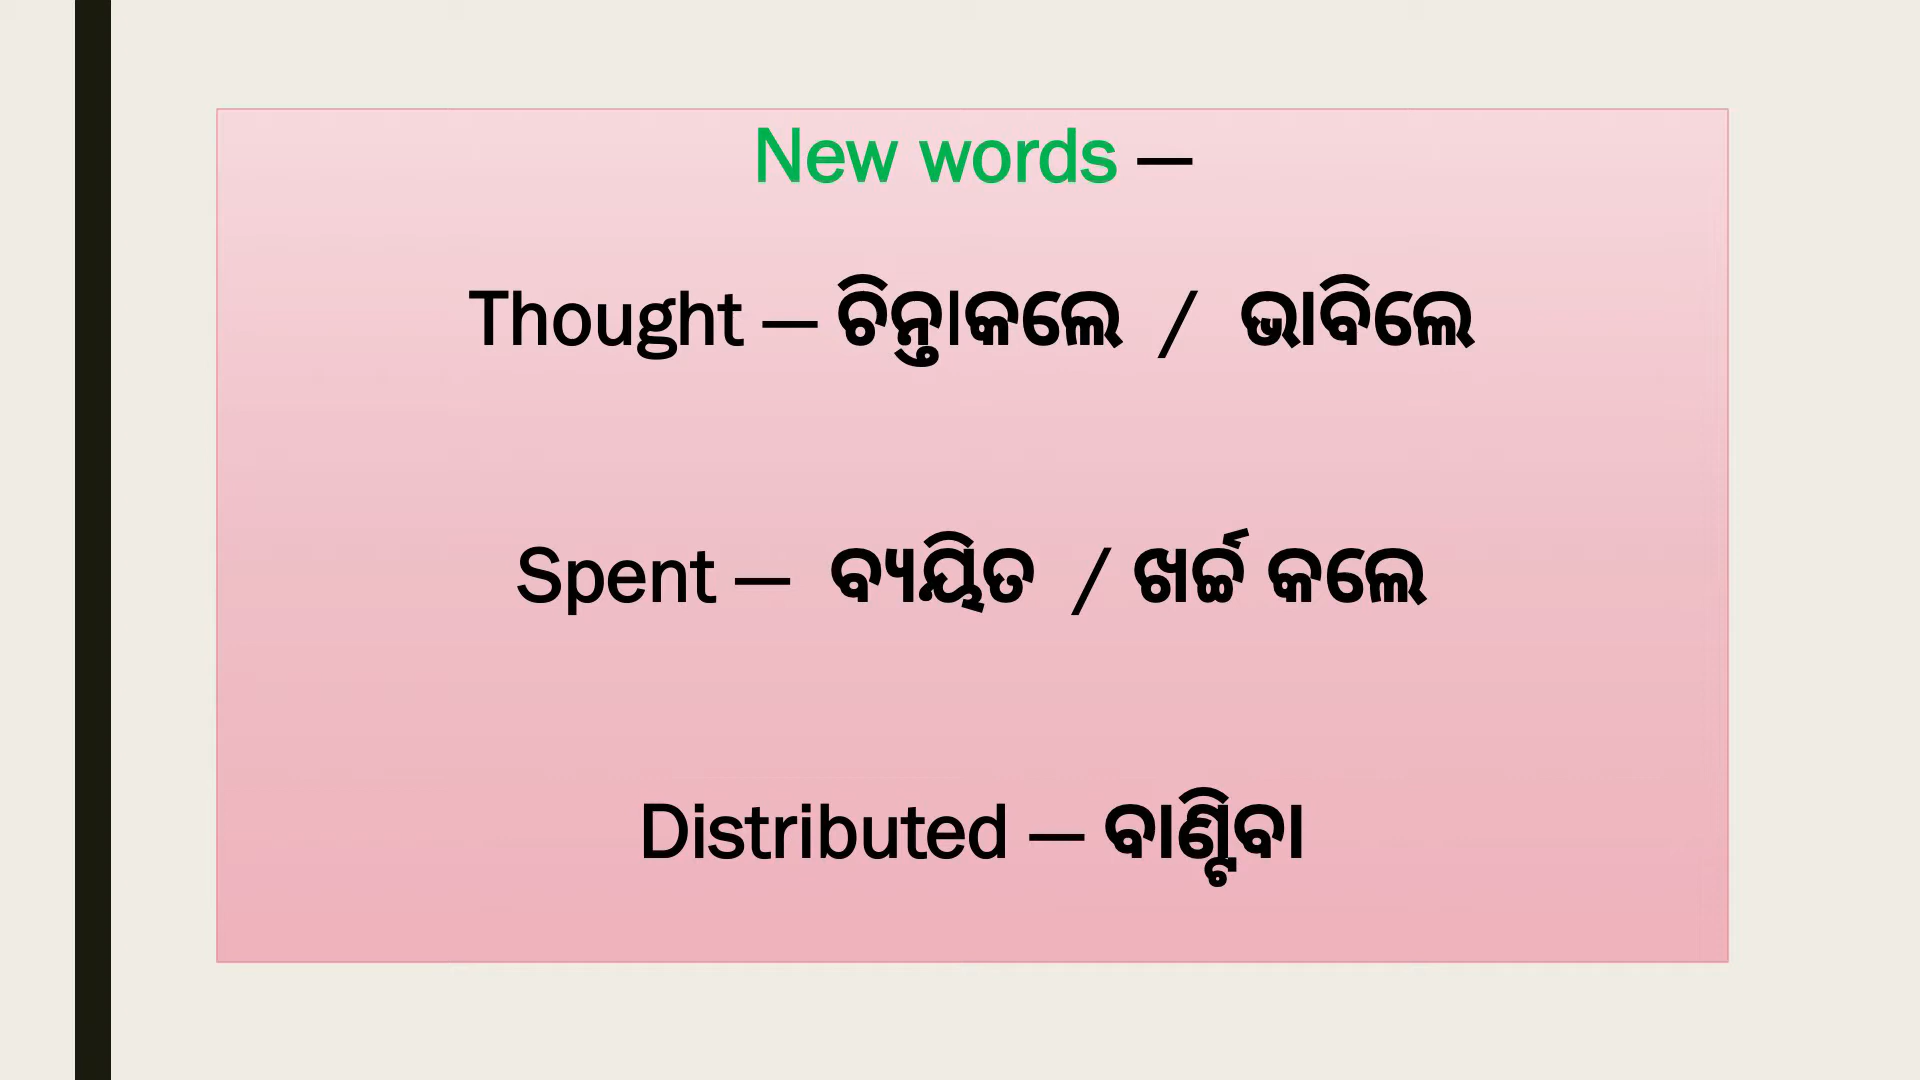 New words —
Thought — ଚିନ୍ତାକଲେ / ଭାବିଲେ
Spent — ବ୍ୟୟିତ / ଖର୍ଚ୍ଚ କଲେ
Distributed — ବାଣ୍ଟିବା